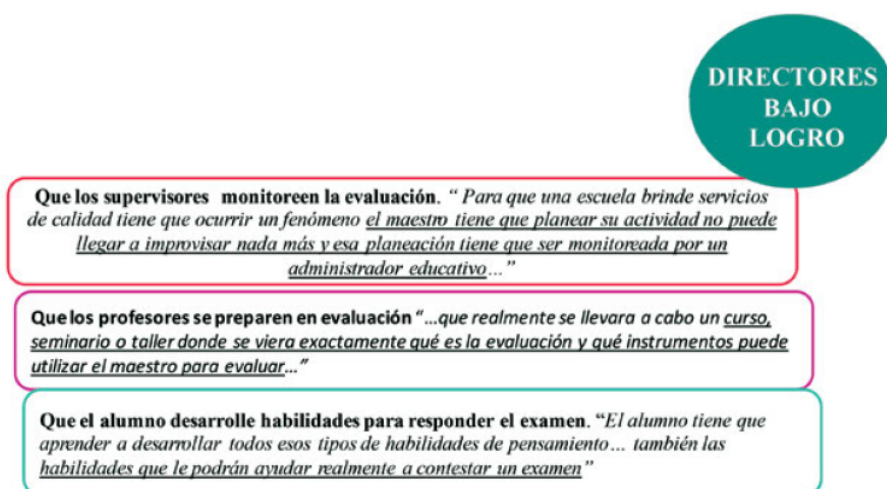 DIRECTORES
BAJO
LOGRO
Que los supervisores monitoreen la evaluación. “ Para que una escuela brinde servicios
de calidad tiene que ocurrir un fenómeno el maestro tiene que planear su actividad no puede
llegar a improvisar nada más y esa planeación tiene que ser monitoreada por un
administrador educativo…”
Que los profesores se preparen en evaluación “…que realmente se llevara a cabo un curso,
seminario o taller donde se viera exactamente qué es la evaluación y qué instrumentos puede
utilizar el maestro para evaluar…”
Que el alumno desarrolle habilidades para responder el examen. “El alumno tiene que
aprender a desarrollar todos esos tipos de habilidades de pensamiento… también las
habilidades que le podrán ayudar realmente a contestar un examen”